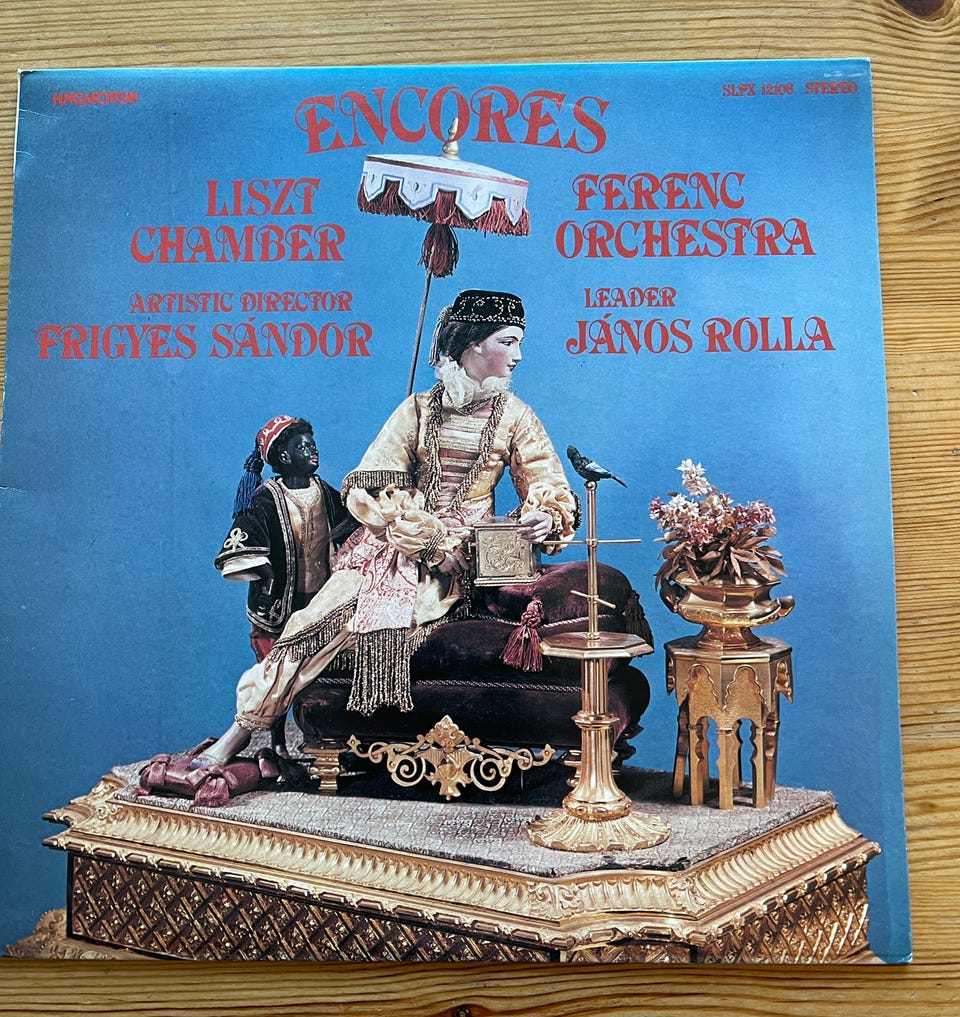 HUNGAROTON
SLPX 12106 STEREO
ENCORES
LISZT FERENC
CHAMBER ORCHESTRA
ARTISTIC DIRECTOR
FRIGYES SÁNDOR
LEADER
JÁNOS ROLLA